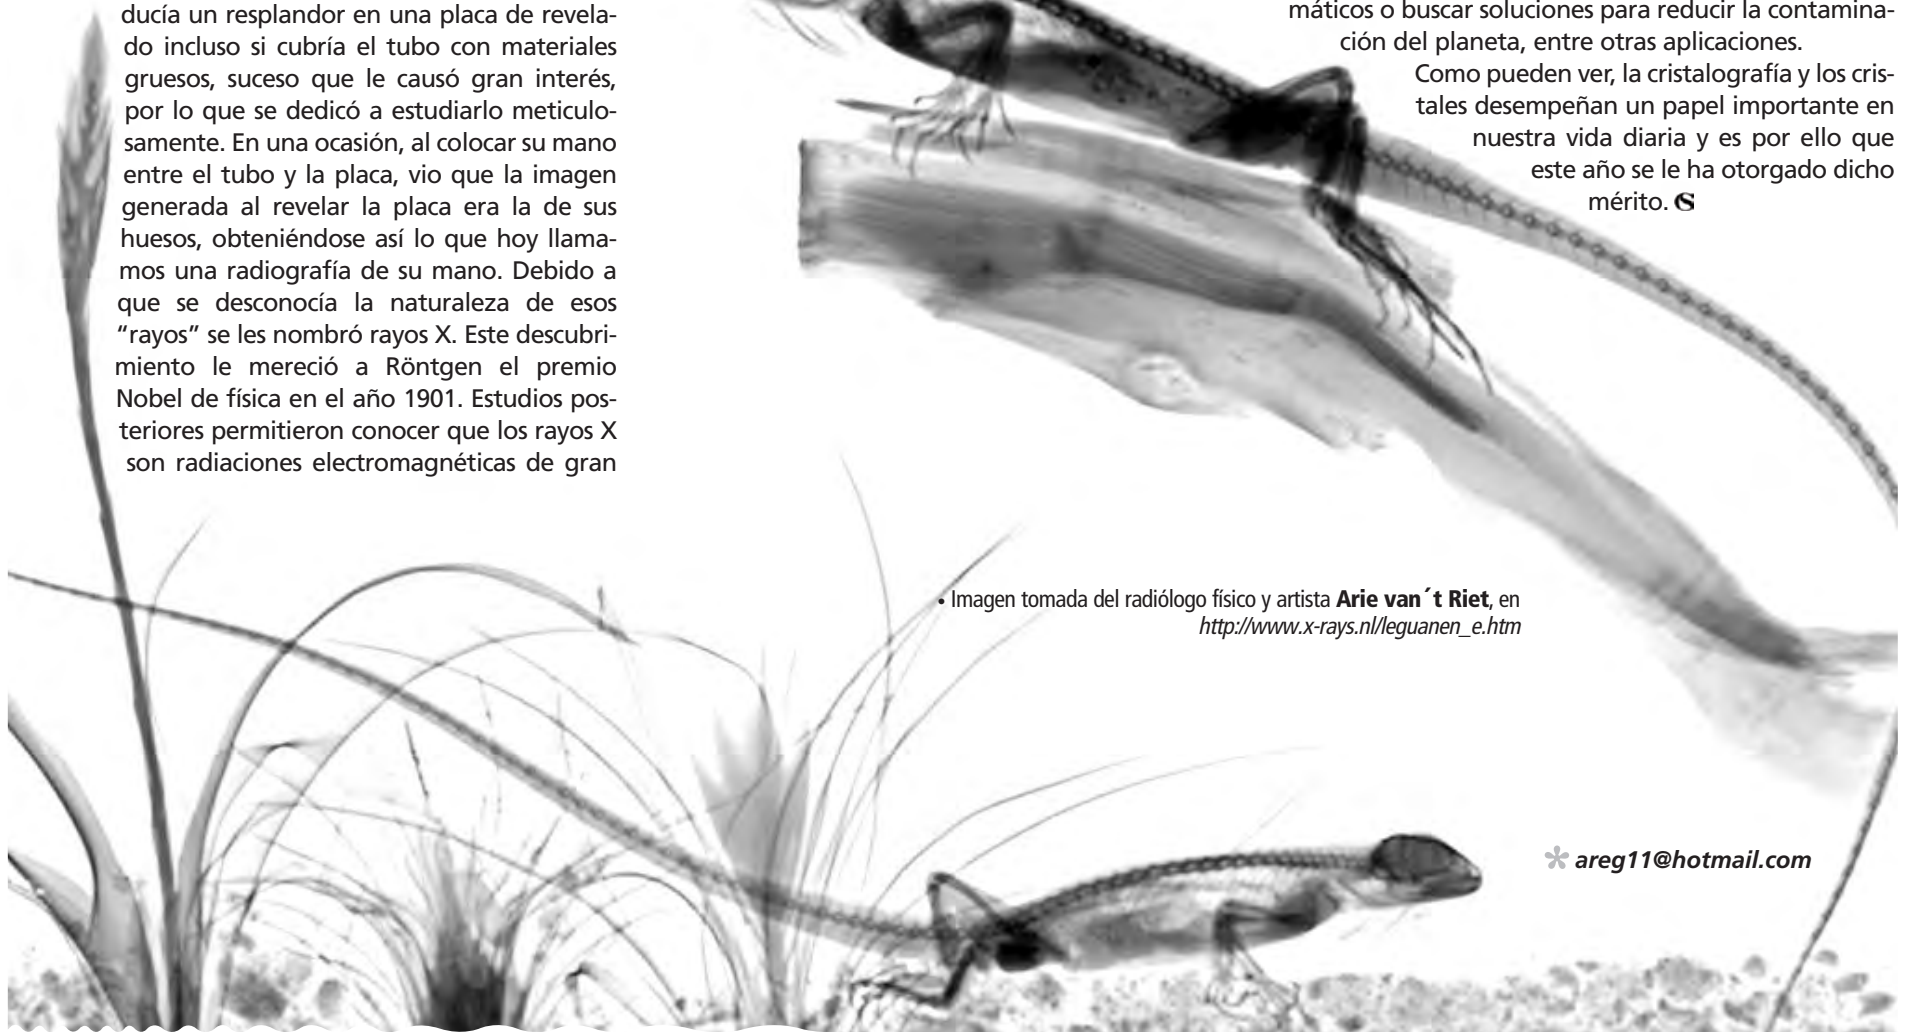 ducía un resplandor en una placa de revela-
do incluso si cubría el tubo con materiales
gruesos, suceso que le causó gran interés,
por lo que se dedicó a estudiarlo meticulo-
samente. En una ocasión, al colocar su mano
entre el tubo y la placa, vio que la imagen
generada al revelar la placa era la de sus
huesos, obteniéndose así lo que hoy llama-
mos una radiografía de su mano. Debido a
que se desconocía la naturaleza de esos
“rayos” se les nombró rayos X. Este descubri-
miento le mereció a Röntgen el premio
Nobel de física en el año 1901. Estudios pos-
teriores permitieron conocer que los rayos X
son radiaciones electromagnéticas de gran
máticos o buscar soluciones para reducir la contamina-
ción del planeta, entre otras aplicaciones.
Como pueden ver, la cristalografía y los cris-
tales desempeñan un papel importante en
nuestra vida diaria y es por ello que
este año se le ha otorgado dicho
mérito. S
• Imagen tomada del radiólogo físico y artista Arie van´t Riet, en
http://www.x-rays.nl/leguanen_e.htm
* areg11@hotmail.com